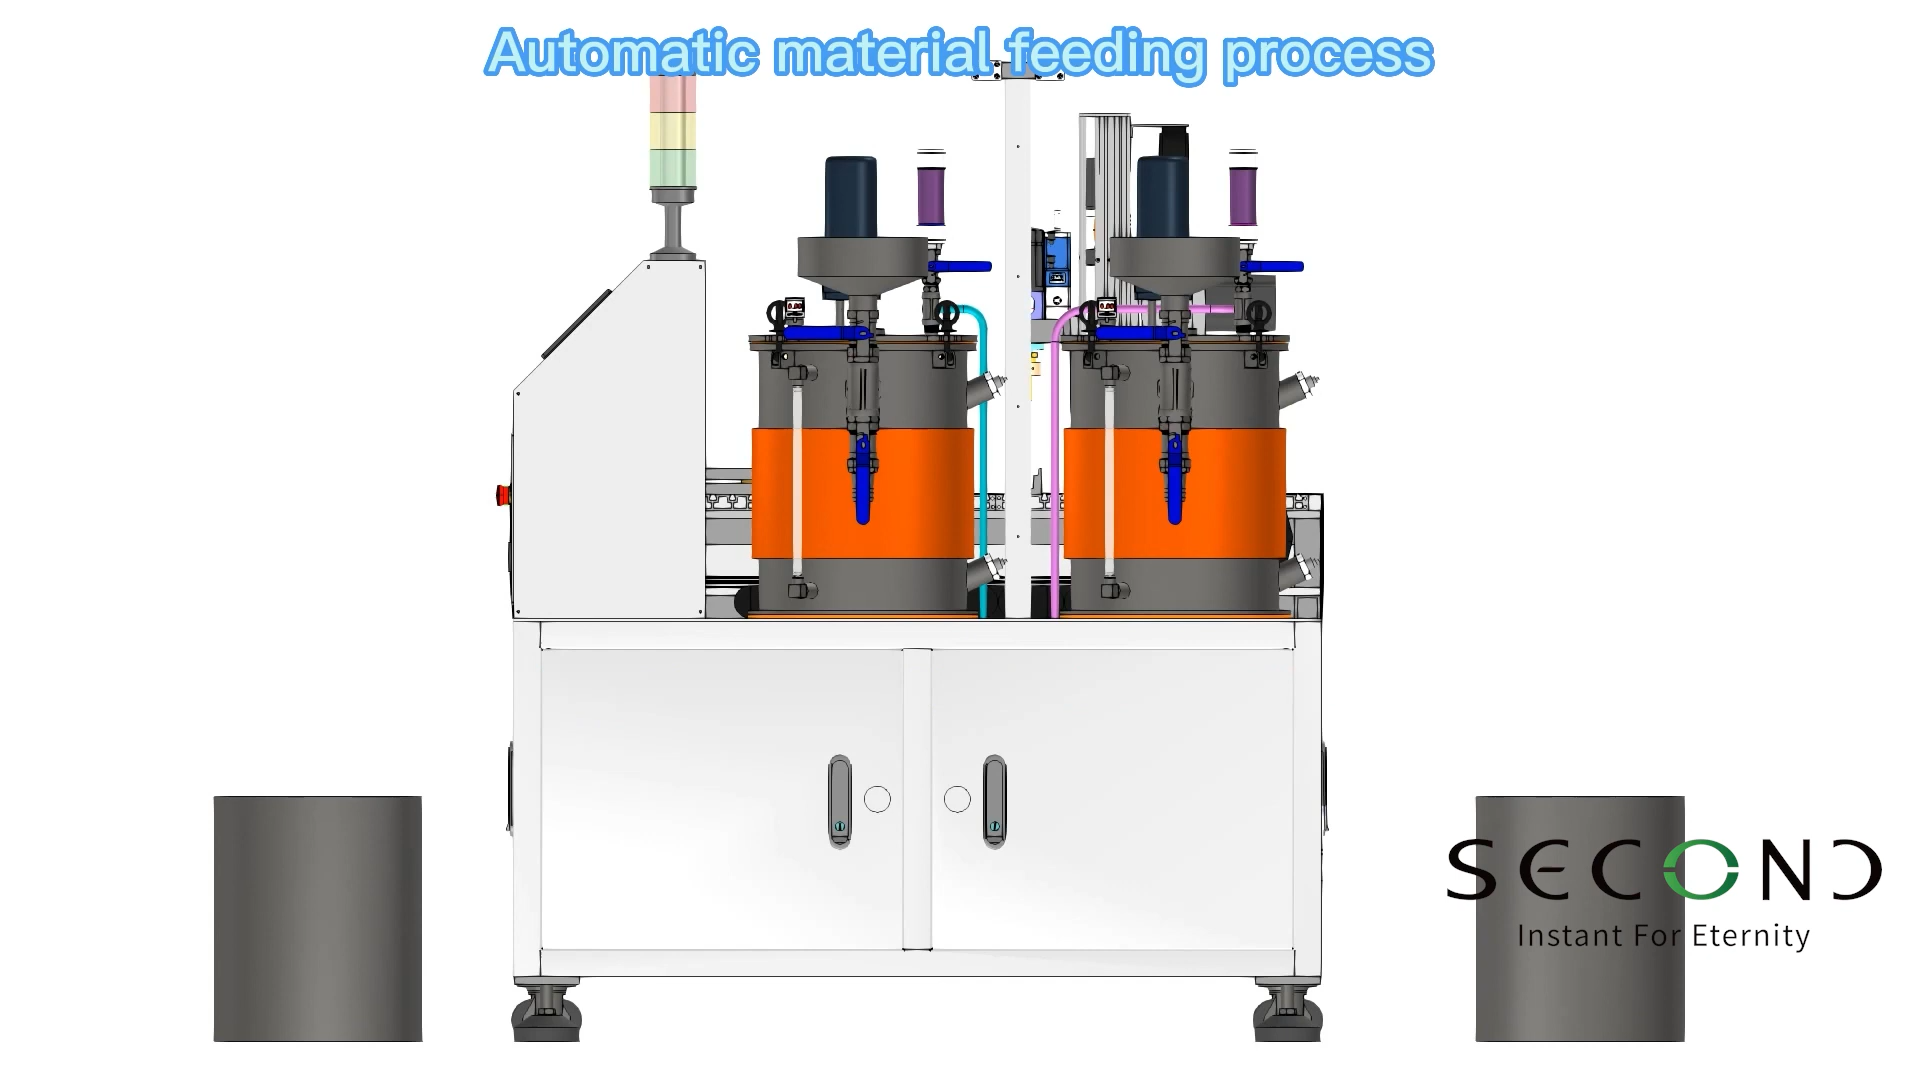 Automatic material feeding process
SECOND
Instant For Eternity